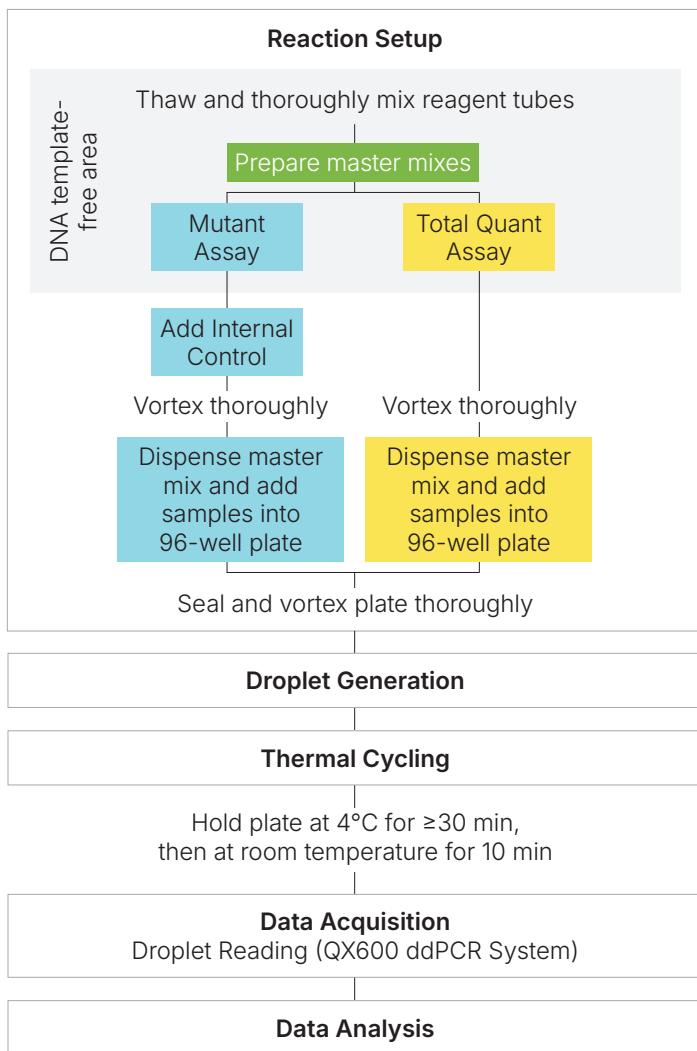 Reaction Setup
DNA template-
free area
Thaw and thoroughly mix reagent tubes
Prepare master mixes
Mutant
Assay
Total Quant
Assay
Add Internal
Control
Vortex thoroughly
Vortex thoroughly
Dispense master
mix and add
samples into
96-well plate
Dispense master
mix and add
samples into
96-well plate
Seal and vortex plate thoroughly
Droplet Generation
Thermal Cycling
Hold plate at 4°C for ≥30 min,
then at room temperature for 10 min
Data Acquisition
Droplet Reading (QX600 ddPCR System)
Data Analysis